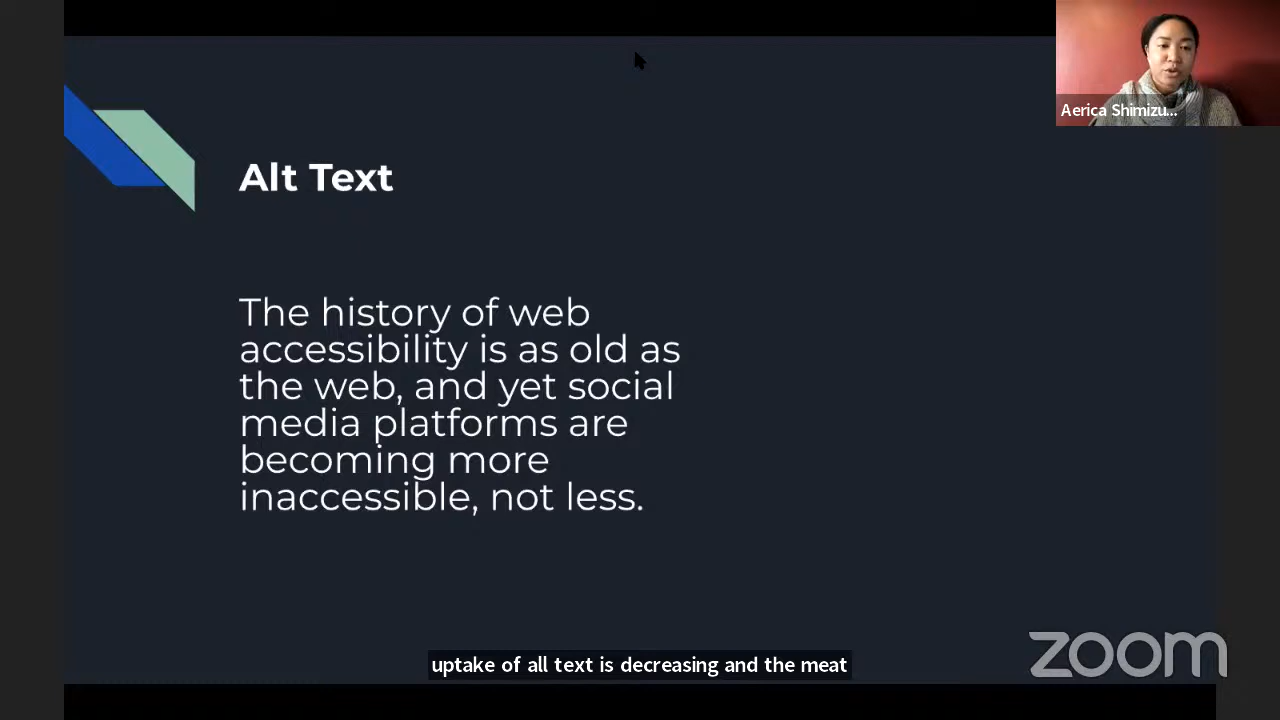 Aerica Shimizu...
Alt Text
The history of web
accessibility is as old as
the web, and yet social
media platforms are
becoming more
inaccessible, not less.
uptake of all text is decreasing and the meat
zoom